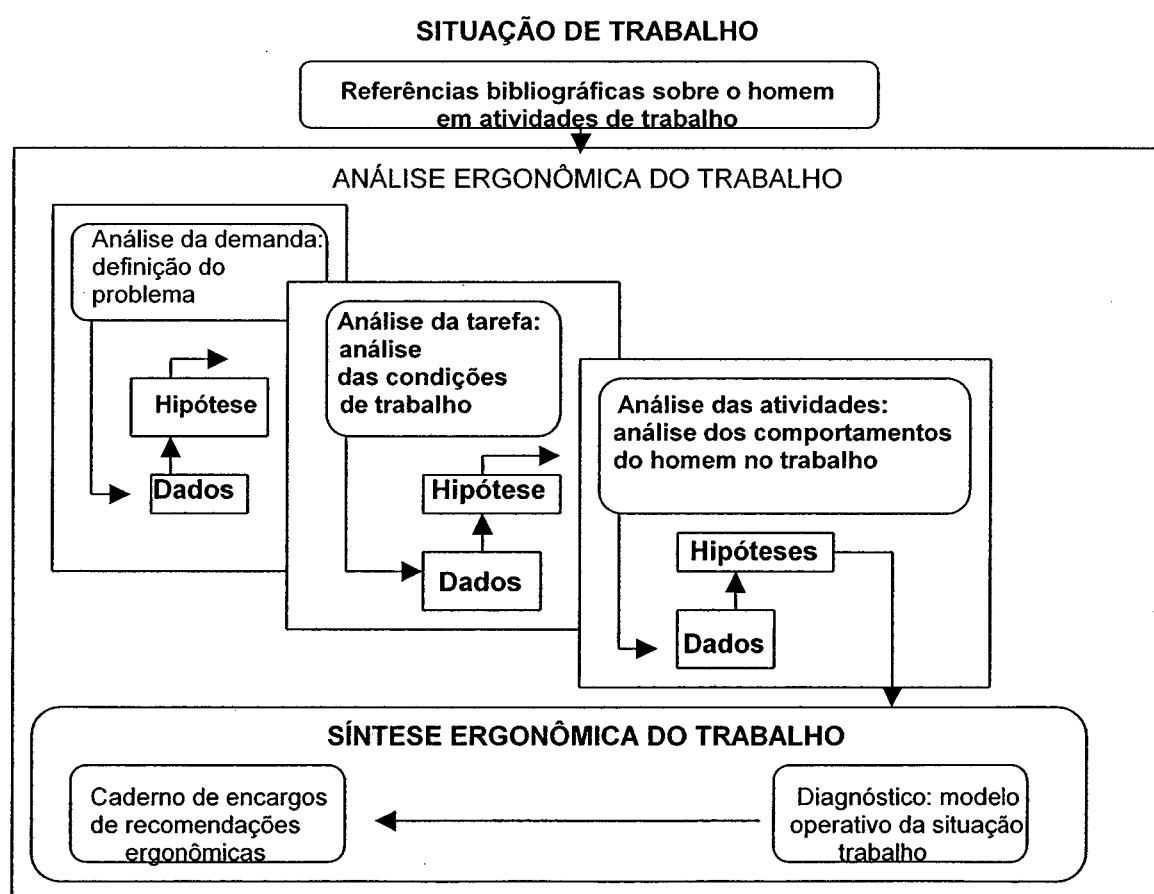 SITUAÇÃO DE TRABALHO
Referências bibliográficas sobre o homem
em atividades de trabalho
ANÁLISE ERGONÔMICA DO TRABALHO
Análise da demanda:
definição do
problema
Hipótese
Dados
Análise da tarefa:
análise
das condições
de trabalho
Hipótese
Dados
Análise das atividades:
análise dos comportamentos
do homem no trabalho
Hipóteses
Dados
SÍNTESE ERGONÔMICA DO TRABALHO
Caderno de encargos
de recomendações
ergonômicas
Diagnóstico: modelo
operativo da situação
trabalho